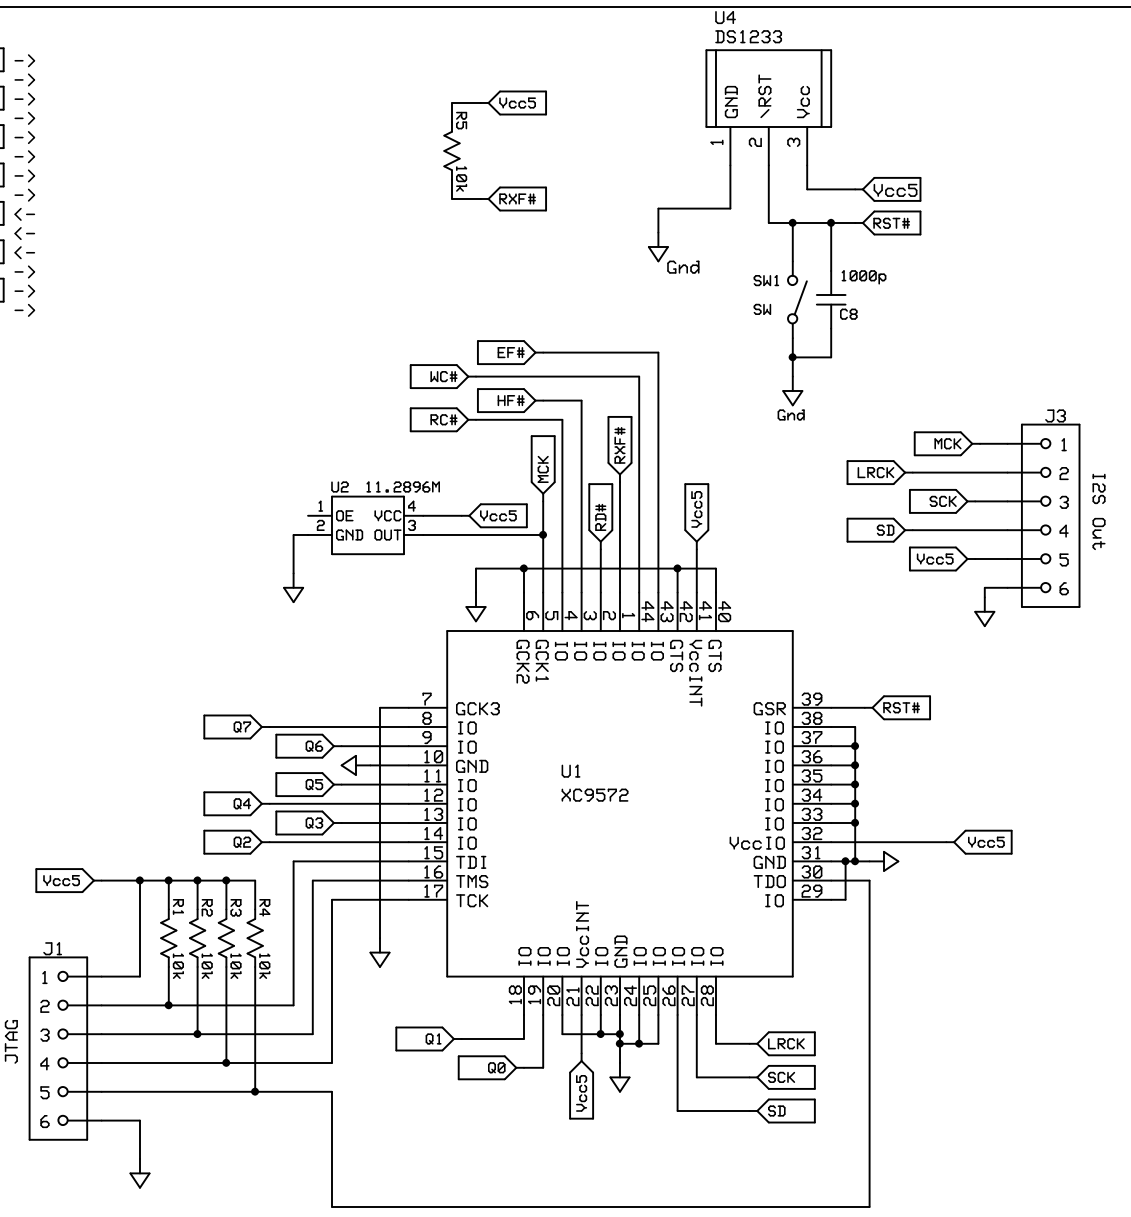 U4
DS1233
GND
\RST
Vcc
1
2
3
Vcc5
R5
10k
RXF#
Vcc5
RST#
Gnd
SW1
SW
1000p
C8
Gnd
->
->
->
->
->
->
->
->
<-
<-
<-
->
->
->
EF#
WC#
HF#
RC#
MCK
RXF#
RD#
Vcc5
U2 11.2896M
1 OE VCC 4
2 GND OUT 3
Vcc5
J3
MCK 1
LRCK 2
SCK 3
SD 4
Vcc5 5
6
I2S Out
6 5 4 3 2 1 44 43 42 41 40
GCK2 GCK1 IO IO IO IO IO IO GTS VccINT GTS
U1
XC9572
7 GCK3
Q7 8 IO
Q6 9 IO
10 GND
Q5 11 IO
Q4 12 IO
Q3 13 IO
Q2 14 IO
15 TDI
16 TMS
17 TCK
GSR 39 RST#
IO 38
IO 37
IO 36
IO 35
IO 34
IO 33
VccIO 32 Vcc5
GND 31
TDO 30
IO 29
IO IO IO VccINT IO GND IO IO IO IO IO
18 19 20 21 22 23 24 25 26 27 28
Q1
Q0
Vcc5
LRCK
SCK
SD
Vcc5
R1 10k
R2 10k
R3 10k
R4 10k
J1
1
2
3
4
5
6
JTAG